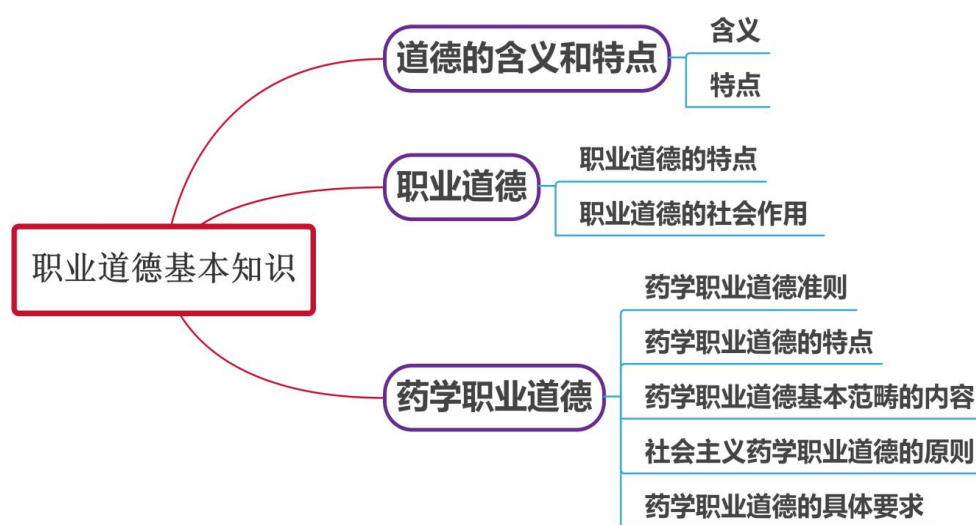 职业道德基本知识
道德的含义和特点
含义
特点
职业道德
职业道德的特点
职业道德的社会作用
药学职业道德
药学职业道德准则
药学职业道德的特点
药学职业道德基本范畴的内容
社会主义药学职业道德的原则
药学职业道德的具体要求